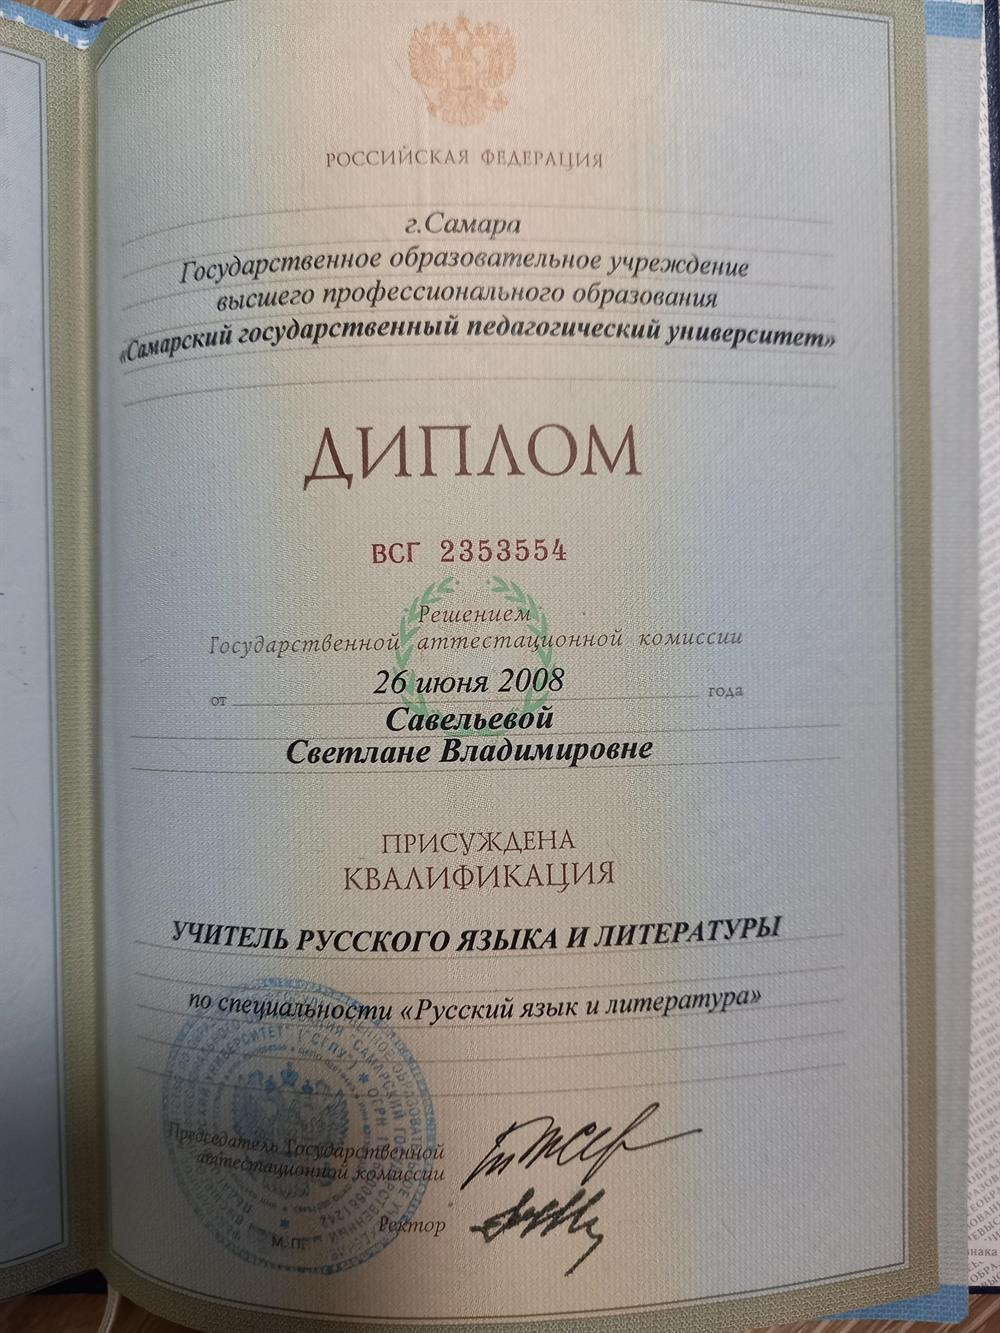 РОССИЙСКАЯ ФЕДЕРАЦИЯ
г.Самара
Государственное образовательное учреждение
высшего профессионального образования
«Самарский государственный педагогический университет»
ДИПЛОМ
ВСГ 2353554
Решением
Государственной аттестационной комиссии
от 26 июня 2008 года
Савельевой
Светлане Владимировне
ПРИСУЖДЕНА
КВАЛИФИКАЦИЯ
УЧИТЕЛЬ РУССКОГО ЯЗЫКА И ЛИТЕРАТУРЫ
по специальности «Русский язык и литература»
Председатель Государственной
аттестационной комиссии
Ректор
М.П.